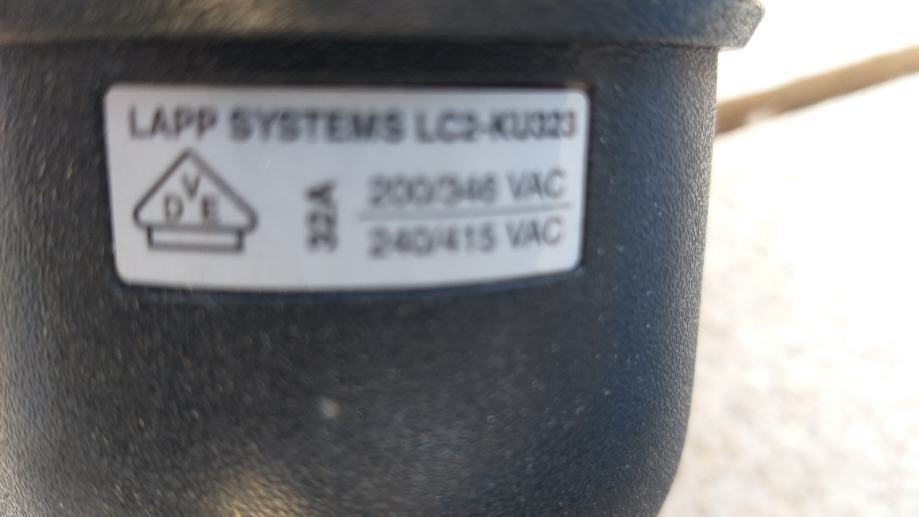 LAPP SYSTEMS LC2-KU323
VDE
32A
200/346 VAC
240/415 VAC